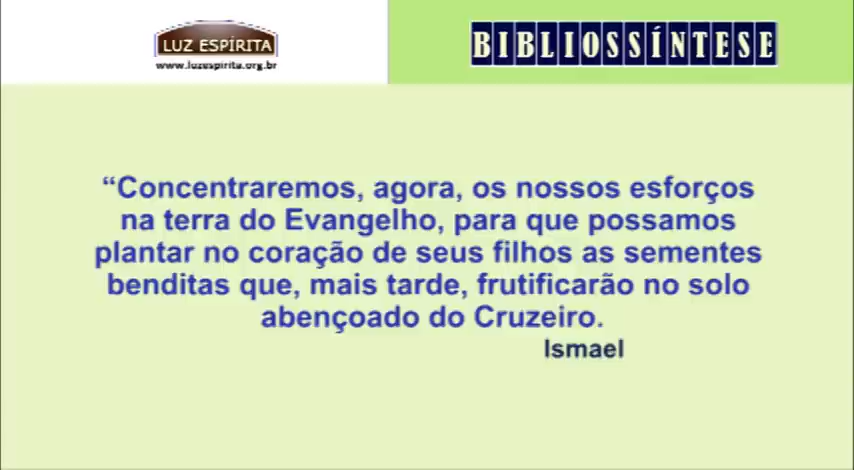 LUZ ESPÍRITA
www.luzespirita.org.br
BIBLIOSSÍNTESE
“Concentraremos, agora, os nossos esforços
na terra do Evangelho, para que possamos
plantar no coração de seus filhos as sementes
benditas que, mais tarde, frutificarão no solo
abençoado do Cruzeiro.
Ismael